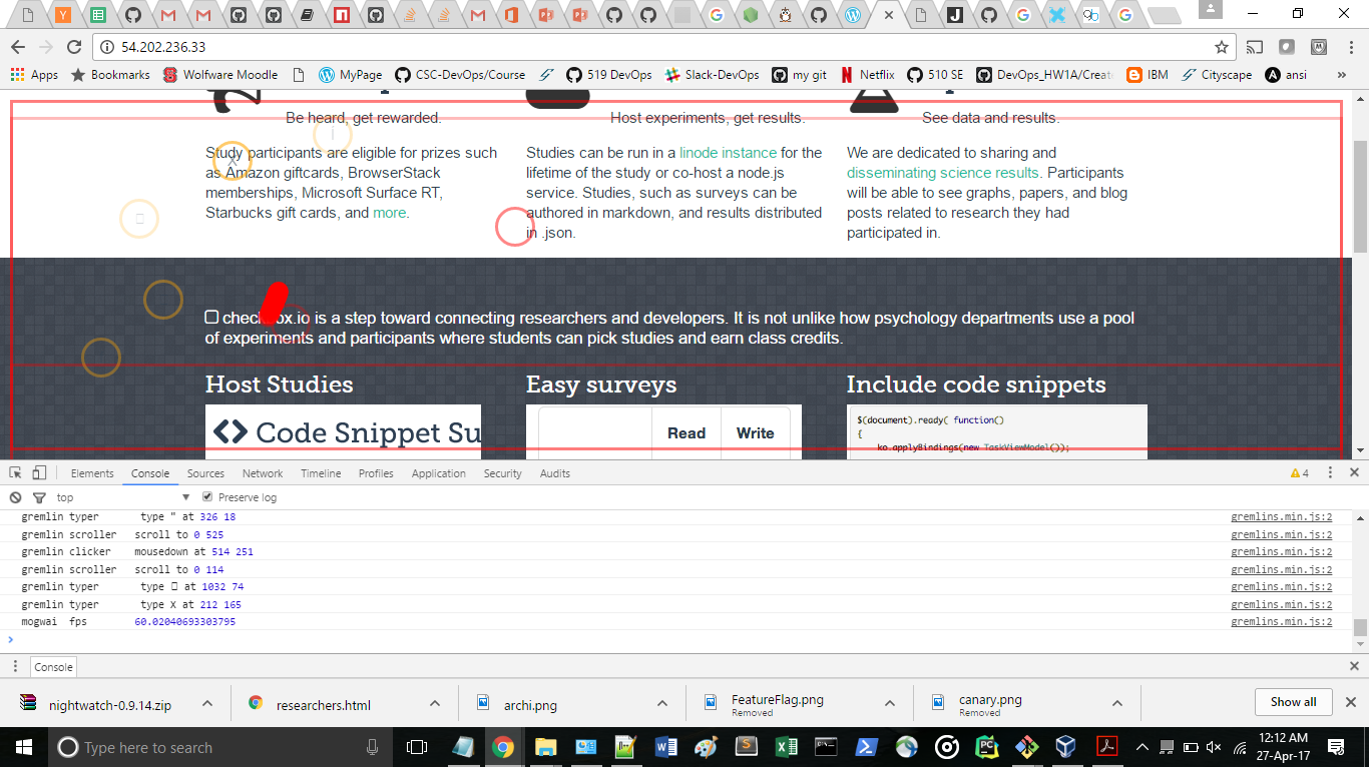 54.202.236.33
Apps Bookmarks Wolfware Moodle MyPage CSC-DevOps/Course 519 DevOps Slack-DevOps my git Netflix 510 SE DevOps_HW1A/Create IBM Cityscape ansi »
Be heard, get rewarded.
Host experiments, get results.
See data and results.
Study participants are eligible for prizes such
as Amazon giftcards, BrowserStack
memberships, Microsoft Surface RT,
Starbucks gift cards, and more.
Studies can be run in a linode instance for the
lifetime of the study or co-host a node.js
service. Studies, such as surveys can be
authored in markdown, and results distributed
in .json.
We are dedicated to sharing and
disseminating science results. Participants
will be able to see graphs, papers, and blog
posts related to research they had
participated in.
i
X
checkbox.io is a step toward connecting researchers and developers. It is not unlike how psychology departments use a pool
of experiments and participants where students can pick studies and earn class credits.
Host Studies
Easy surveys
Include code snippets
<> Code Snippet Su
Read Write
$(document).ready( function()
{
ko.applyBindings(new TaskViewModel());
Elements Console Sources Network Timeline Profiles Application Security Audits 4
top Preserve log
gremlin typer type " at 326 18 gremlins.min.js:2
gremlin scroller scroll to 0 525 gremlins.min.js:2
gremlin clicker mousedown at 514 251 gremlins.min.js:2
gremlin scroller scroll to 0 114 gremlins.min.js:2
gremlin typer type  at 1032 74 gremlins.min.js:2
gremlin typer type X at 212 165 gremlins.min.js:2
mogwai fps 60.02040693303795 gremlins.min.js:2
Console
nightwatch-0.9.14.zip
researchers.html
archi.png
FeatureFlag.png
Removed
canary.png
Removed
Show all
Type here to search
12:12 AM
27-Apr-17